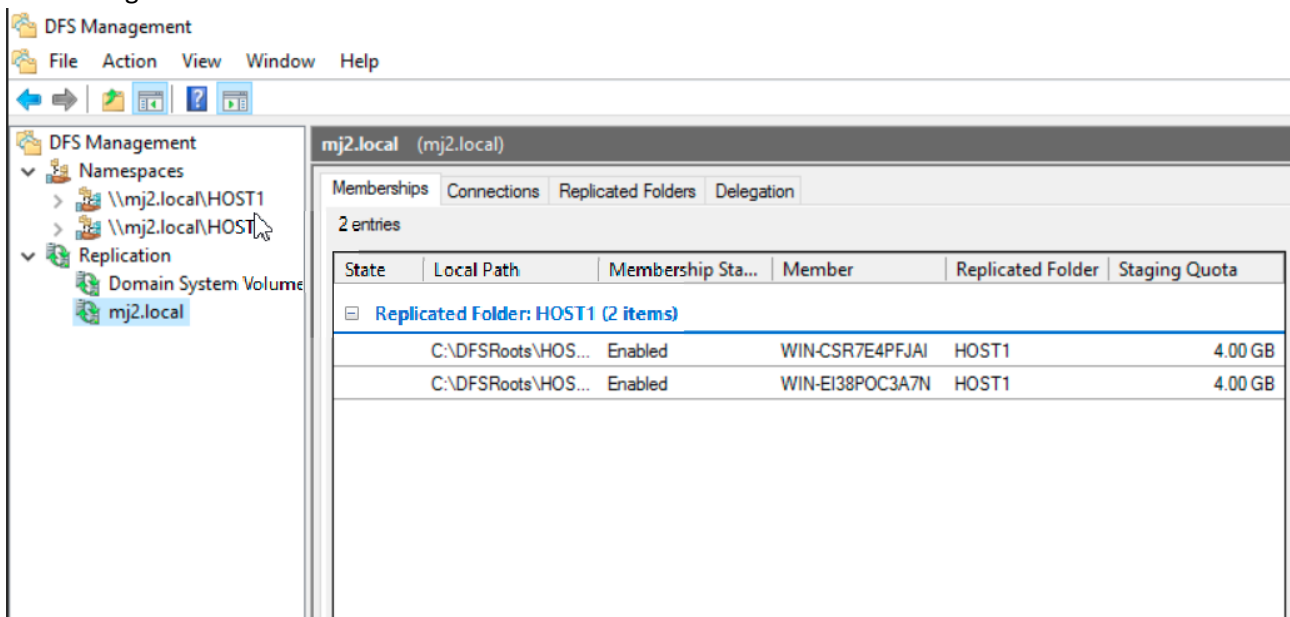 DFS Management
File Action View Window Help
DFS Management
Namespaces
\\mj2.local\HOST1
\\mj2.local\HOST
Replication
Domain System Volume
mj2.local
mj2.local (mj2.local)
Memberships Connections Replicated Folders Delegation
2 entries
State Local Path Membership Sta... Member Replicated Folder Staging Quota
Replicated Folder: HOST1 (2 items)
C:\DFSRoots\HOS... Enabled WIN-CSR7E4PFJAI HOST1 4.00 GB
C:\DFSRoots\HOS... Enabled WIN-EI38POC3A7N HOST1 4.00 GB